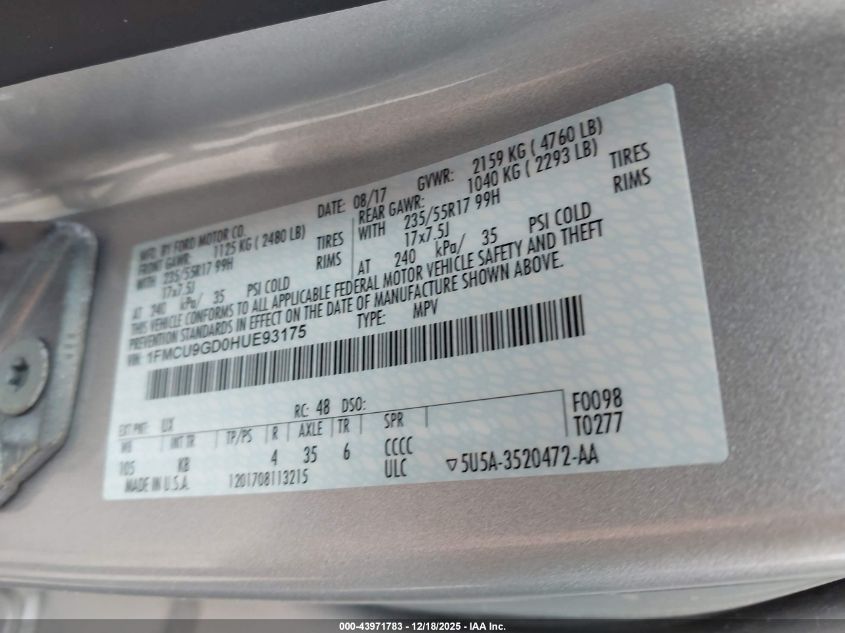 MFD. BY FORD MOTOR CO.
DATE: 08/17 GVWR: 2159 KG ( 4760 LB)
FRONT GAWR: 1125 KG ( 2480 LB)
REAR GAWR: 1040 KG ( 2293 LB)
WITH 235/55R17 99H TIRES
WITH 235/55R17 99H TIRES
17x7.5J RIMS
17x7.5J RIMS
AT 240 kPa/ 35 PSI COLD
AT 240 kPa/ 35 PSI COLD
THIS VEHICLE CONFORMS TO ALL APPLICABLE FEDERAL MOTOR VEHICLE SAFETY AND THEFT
PREVENTION STANDARDS IN EFFECT ON THE DATE OF MANUFACTURE SHOWN ABOVE.
VIN: 1FMCU9GD0HUE93175 TYPE: MPV
F0098
T0277
EXT PNT: UX RC: 48 DSO:
WB INT TR TP/PS R AXLE TR SPR
105 KB 4 35 6 CCCC
ULC
MADE IN U.S.A. 1201708113215 5U5A-3520472-AA
000-43971783 - 12/18/2025 - IAA Inc.